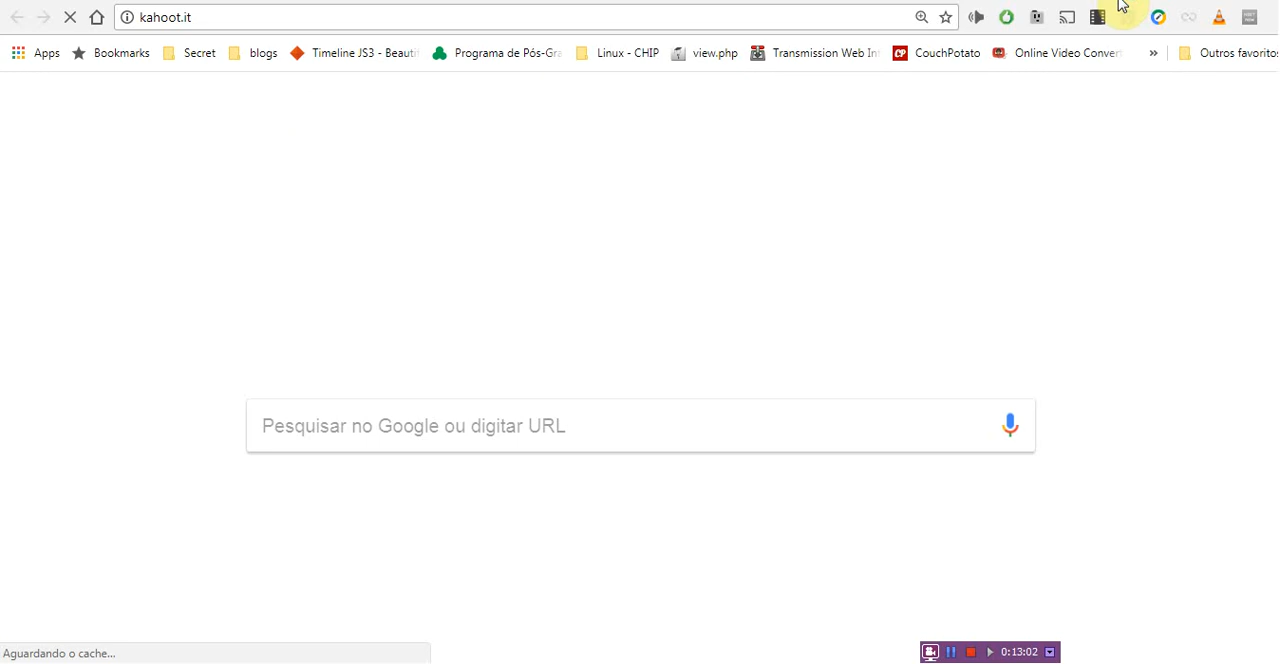 kahoot.it
Apps Bookmarks Secret blogs Timeline JS3 - Beauti Programa de Pós-Gra Linux - CHIP view.php Transmission Web In CouchPotato Online Video Convert » Outros favoritos
Pesquisar no Google ou digitar URL
Aguardando o cache...
0:13:02